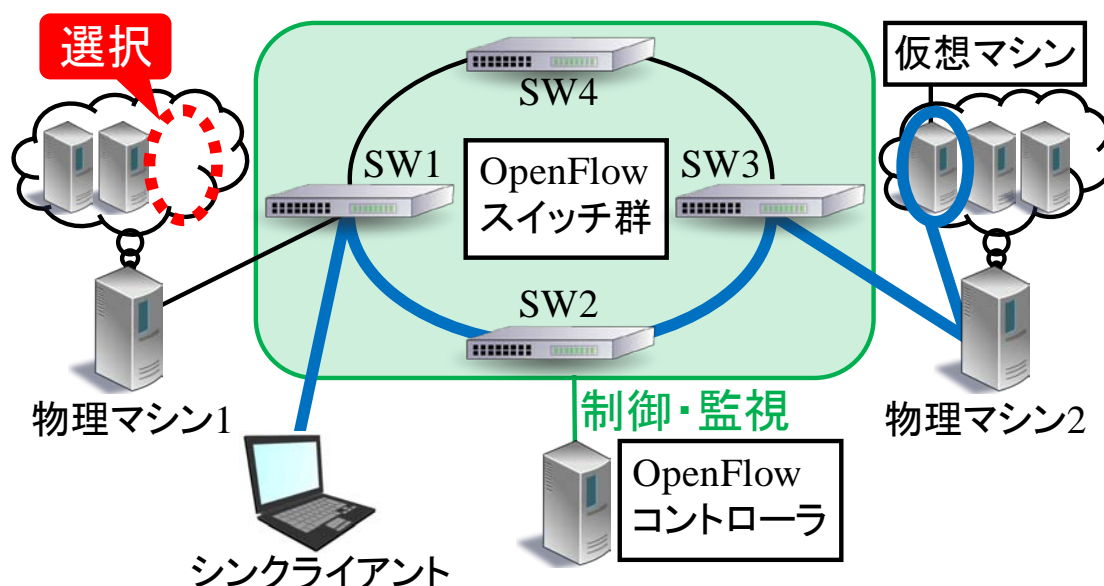 選択
仮想マシン
SW4
SW1
OpenFlow
スイッチ群
SW3
SW2
物理マシン1
制御・監視
物理マシン2
OpenFlow
コントローラ
シンクライアント